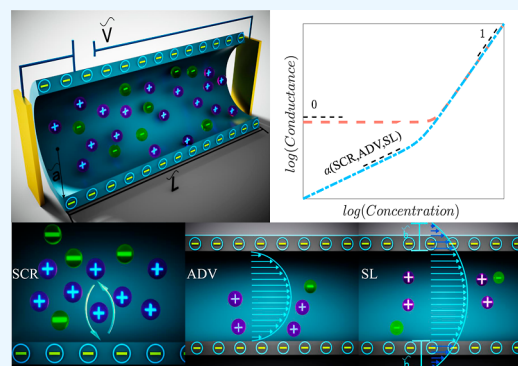 Ṽ
a
L̃
log(Conductance)
1
0
α(SCR,ADV,SL)
log(Concentration)
SCR
ADV
SL